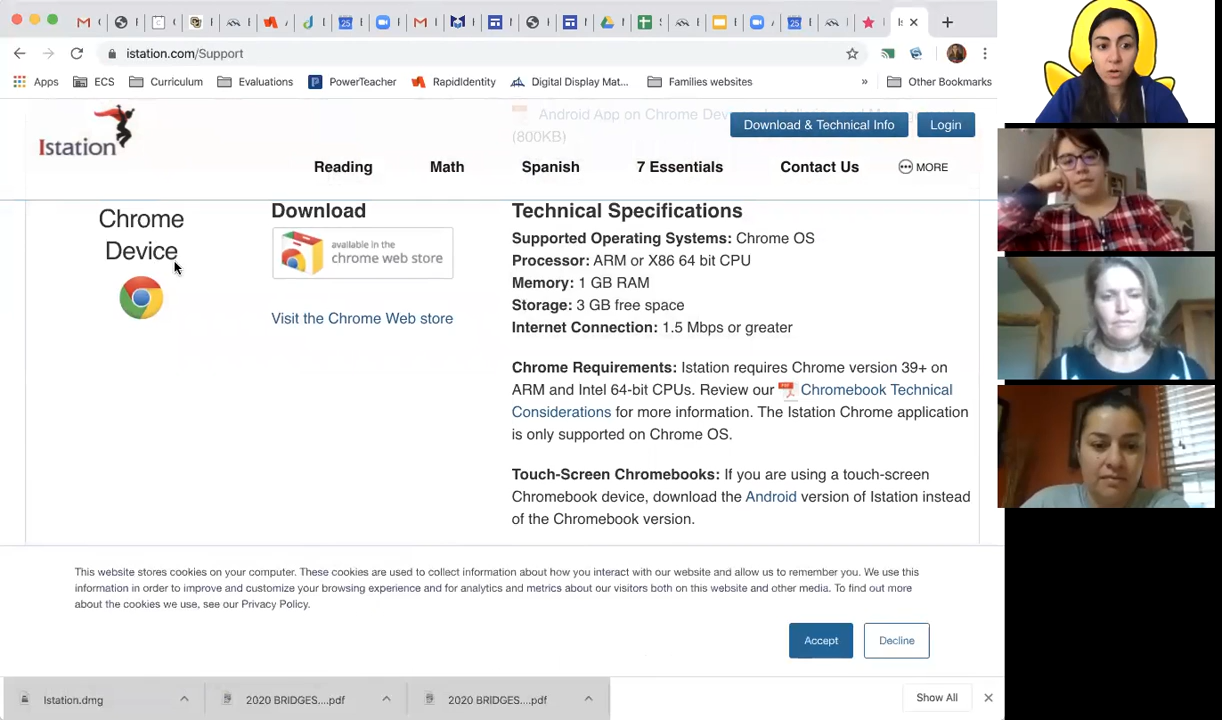 istation.com/Support
Apps
ECS
Curriculum
Evaluations
PowerTeacher
RapidIdentity
Digital Display Mat...
Families websites
»
Other Bookmarks
Istation
Android App on Chrome
(800KB)
Download & Technical Info
Login
Reading
Math
Spanish
7 Essentials
Contact Us
MORE
Chrome
Device
Download
available in the
chrome web store
Visit the Chrome Web store
Technical Specifications
Supported Operating Systems: Chrome OS
Processor: ARM or X86 64 bit CPU
Memory: 1 GB RAM
Storage: 3 GB free space
Internet Connection: 1.5 Mbps or greater
Chrome Requirements: Istation requires Chrome version 39+ on
ARM and Intel 64-bit CPUs. Review our Chromebook Technical
Considerations for more information. The Istation Chrome application
is only supported on Chrome OS.
Touch-Screen Chromebooks: If you are using a touch-screen
Chromebook device, download the Android version of Istation instead
of the Chromebook version.
This website stores cookies on your computer. These cookies are used to collect information about how you interact with our website and allow us to remember you. We use this
information in order to improve and customize your browsing experience and for analytics and metrics about our visitors both on this website and other media. To find out more
about the cookies we use, see our Privacy Policy.
Accept
Decline
Istation.dmg
2020 BRIDGES....pdf
2020 BRIDGES....pdf
Show All